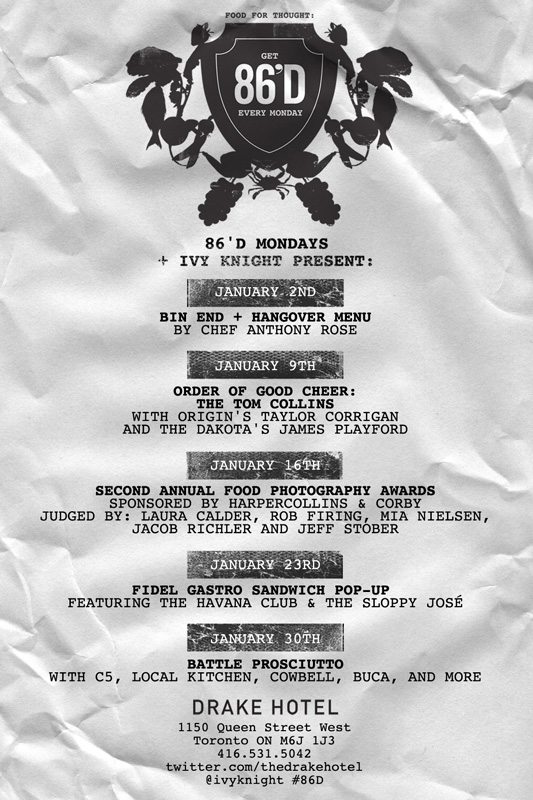 FOOD FOR THOUGHT:
GET
86'D
EVERY MONDAY
86'D MONDAYS
+ IVY KNIGHT PRESENT:
JANUARY 2ND
BIN END + HANGOVER MENU
BY CHEF ANTHONY ROSE
JANUARY 9TH
ORDER OF GOOD CHEER:
THE TOM COLLINS
WITH ORIGIN'S TAYLOR CORRIGAN
AND THE DAKOTA'S JAMES PLAYFORD
JANUARY 16TH
SECOND ANNUAL FOOD PHOTOGRAPHY AWARDS
SPONSORED BY HARPERCOLLINS & CORBY
JUDGED BY: LAURA CALDER, ROB FIRING, MIA NIELSEN,
JACOB RICHLER AND JEFF STOBER
JANUARY 23RD
FIDEL GASTRO SANDWICH POP-UP
FEATURING THE HAVANA CLUB & THE SLOPPY JOSÉ
JANUARY 30TH
BATTLE PROSCIUTTO
WITH C5, LOCAL KITCHEN, COWBELL, BUCA, AND MORE
DRAKE HOTEL
1150 Queen Street West
Toronto ON M6J 1J3
416.531.5042
twitter.com/thedrakehotel
@ivyknight #86D